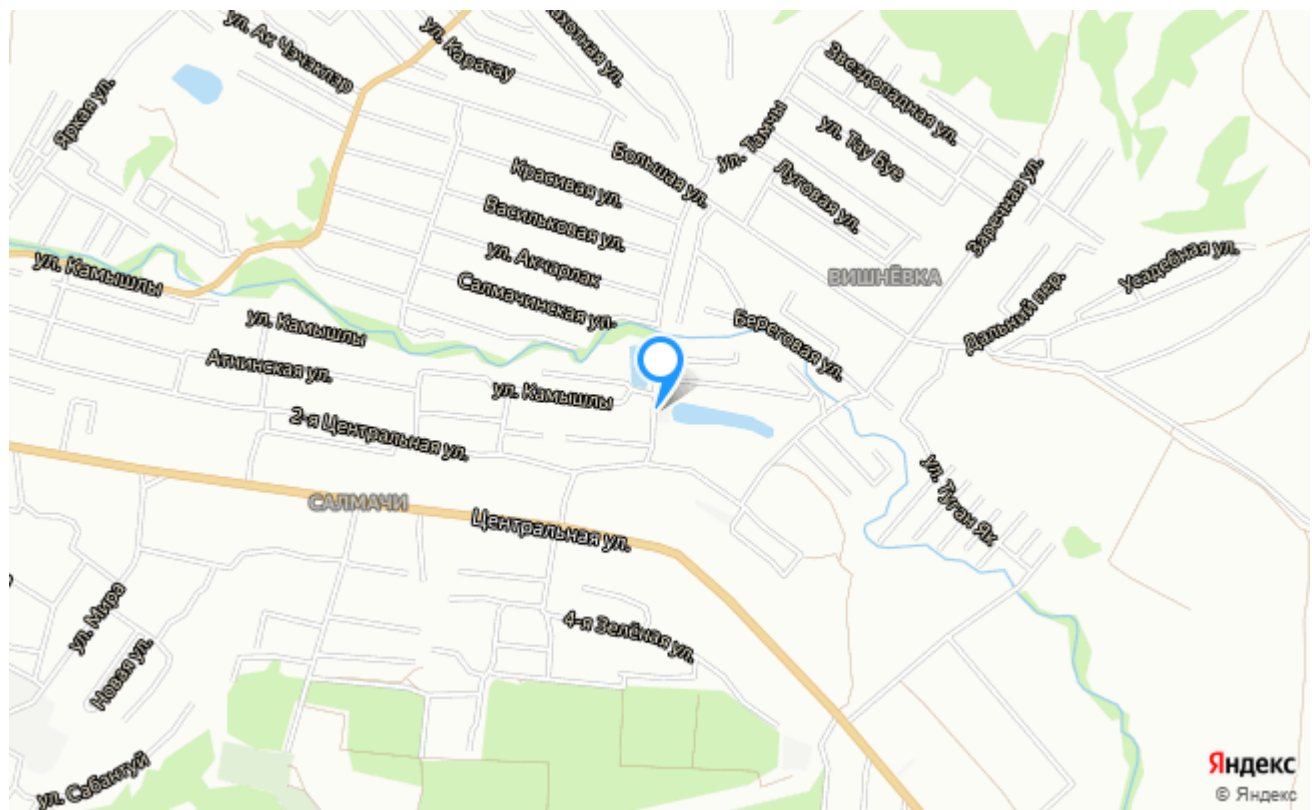 ул. Ак Чәчәкләр
ул. Каратау
Яркая ул.
Звездопадная ул.
ул. Тамчы
ул. Тау Буе
Большая ул.
Красивая ул.
Луговая ул.
Заречная ул.
Васильковая ул.
ул. Акчарлак
Усадебная ул.
ул. Камышлы
ВИШНЁВКА
Салмачинская ул.
Дальний пер.
ул. Камышлы
Береговая ул.
Атнинская ул.
ул. Камышлы
2-я Центральная ул.
ул. Туган Як
САЛМАЧИ
Центральная ул.
ул. Мира
4-я Зелёная ул.
Новая ул.
ул. Сабантуй
Яндекс
© Яндекс